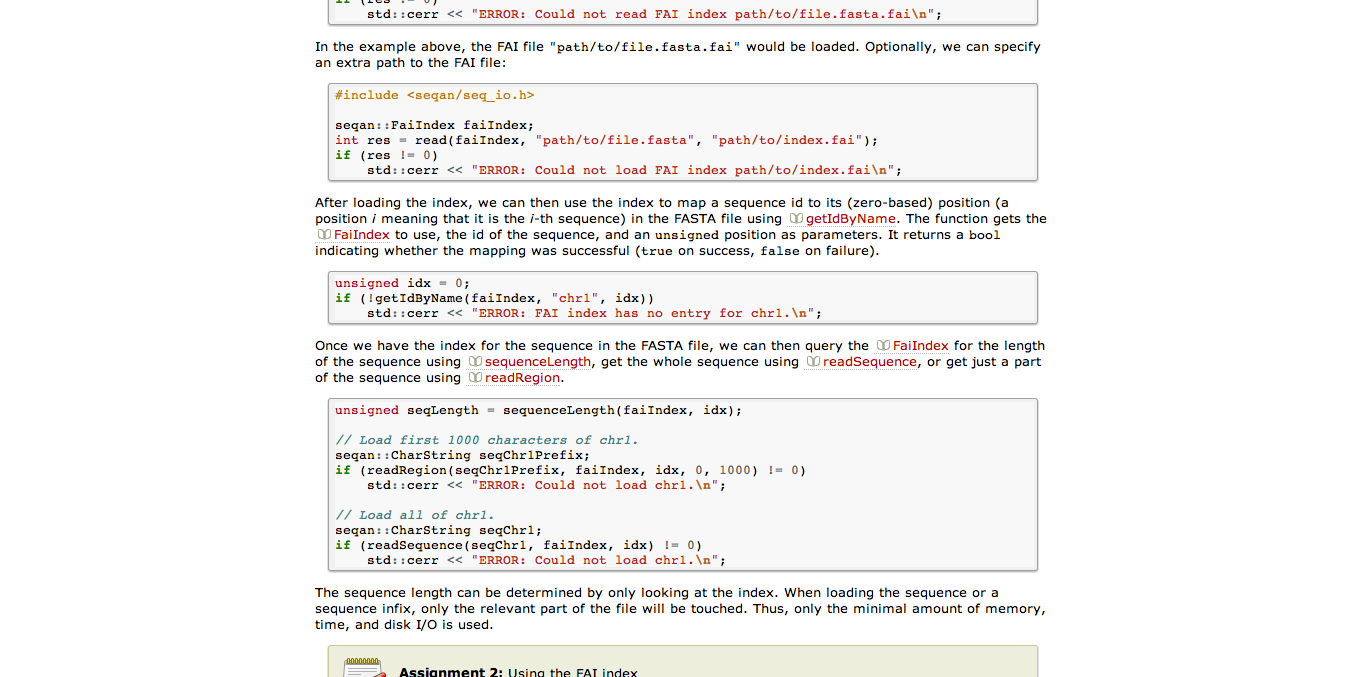 if (res != 0)
std::cerr << "ERROR: Could not read FAI index path/to/file.fasta.fai\n";
In the example above, the FAI file "path/to/file.fasta.fai" would be loaded. Optionally, we can specify
an extra path to the FAI file:
#include <seqan/seq_io.h>
seqan::FaiIndex faiIndex;
int res = read(faiIndex, "path/to/file.fasta", "path/to/index.fai");
if (res != 0)
std::cerr << "ERROR: Could not load FAI index path/to/index.fai\n";
After loading the index, we can then use the index to map a sequence id to its (zero-based) position (a
position i meaning that it is the i-th sequence) in the FASTA file using getIdByName. The function gets the
FaiIndex to use, the id of the sequence, and an unsigned position as parameters. It returns a bool
indicating whether the mapping was successful (true on success, false on failure).
unsigned idx = 0;
if (!getIdByName(faiIndex, "chr1", idx))
std::cerr << "ERROR: FAI index has no entry for chr1.\n";
Once we have the index for the sequence in the FASTA file, we can then query the FaiIndex for the length
of the sequence using sequenceLength, get the whole sequence using readSequence, or get just a part
of the sequence using readRegion.
unsigned seqLength = sequenceLength(faiIndex, idx);
// Load first 1000 characters of chr1.
seqan::CharString seqChr1Prefix;
if (readRegion(seqChr1Prefix, faiIndex, idx, 0, 1000) != 0)
std::cerr << "ERROR: Could not load chr1.\n";
// Load all of chr1.
seqan::CharString seqChr1;
if (readSequence(seqChr1, faiIndex, idx) != 0)
std::cerr << "ERROR: Could not load chr1.\n";
The sequence length can be determined by only looking at the index. When loading the sequence or a
sequence infix, only the relevant part of the file will be touched. Thus, only the minimal amount of memory,
time, and disk I/O is used.
Assignment 2: Using the FAI index